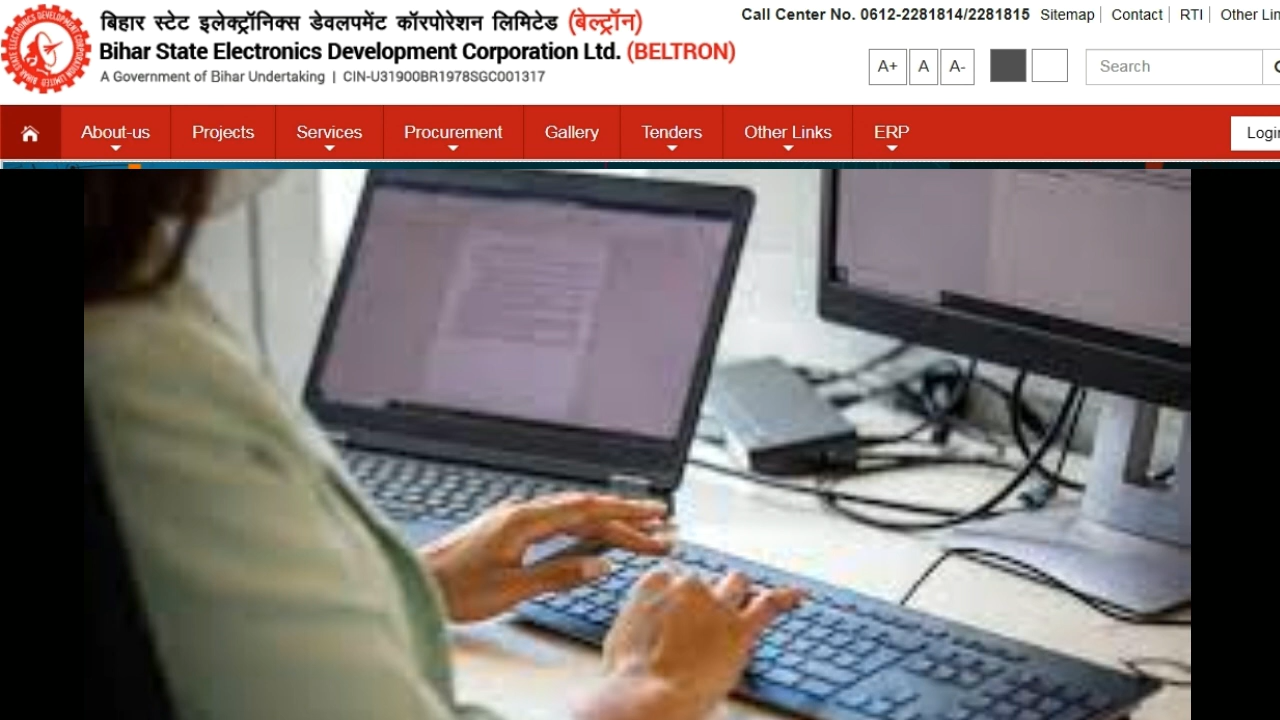 बिहार स्टेट इलेक्ट्रॉनिक्स डेवलपमेंट कॉरपोरेशन लिमिटेड (बेल्ट्रॉन)
Bihar State Electronics Development Corporation Ltd. (BELTRON)
A Government of Bihar Undertaking | CIN-U31900BR1978SGC001317
Call Center No. 0612-2281814/2281815 Sitemap | Contact | RTI | Other Lin
A+ A A- Search
About-us Projects Services Procurement Gallery Tenders Other Links ERP Login